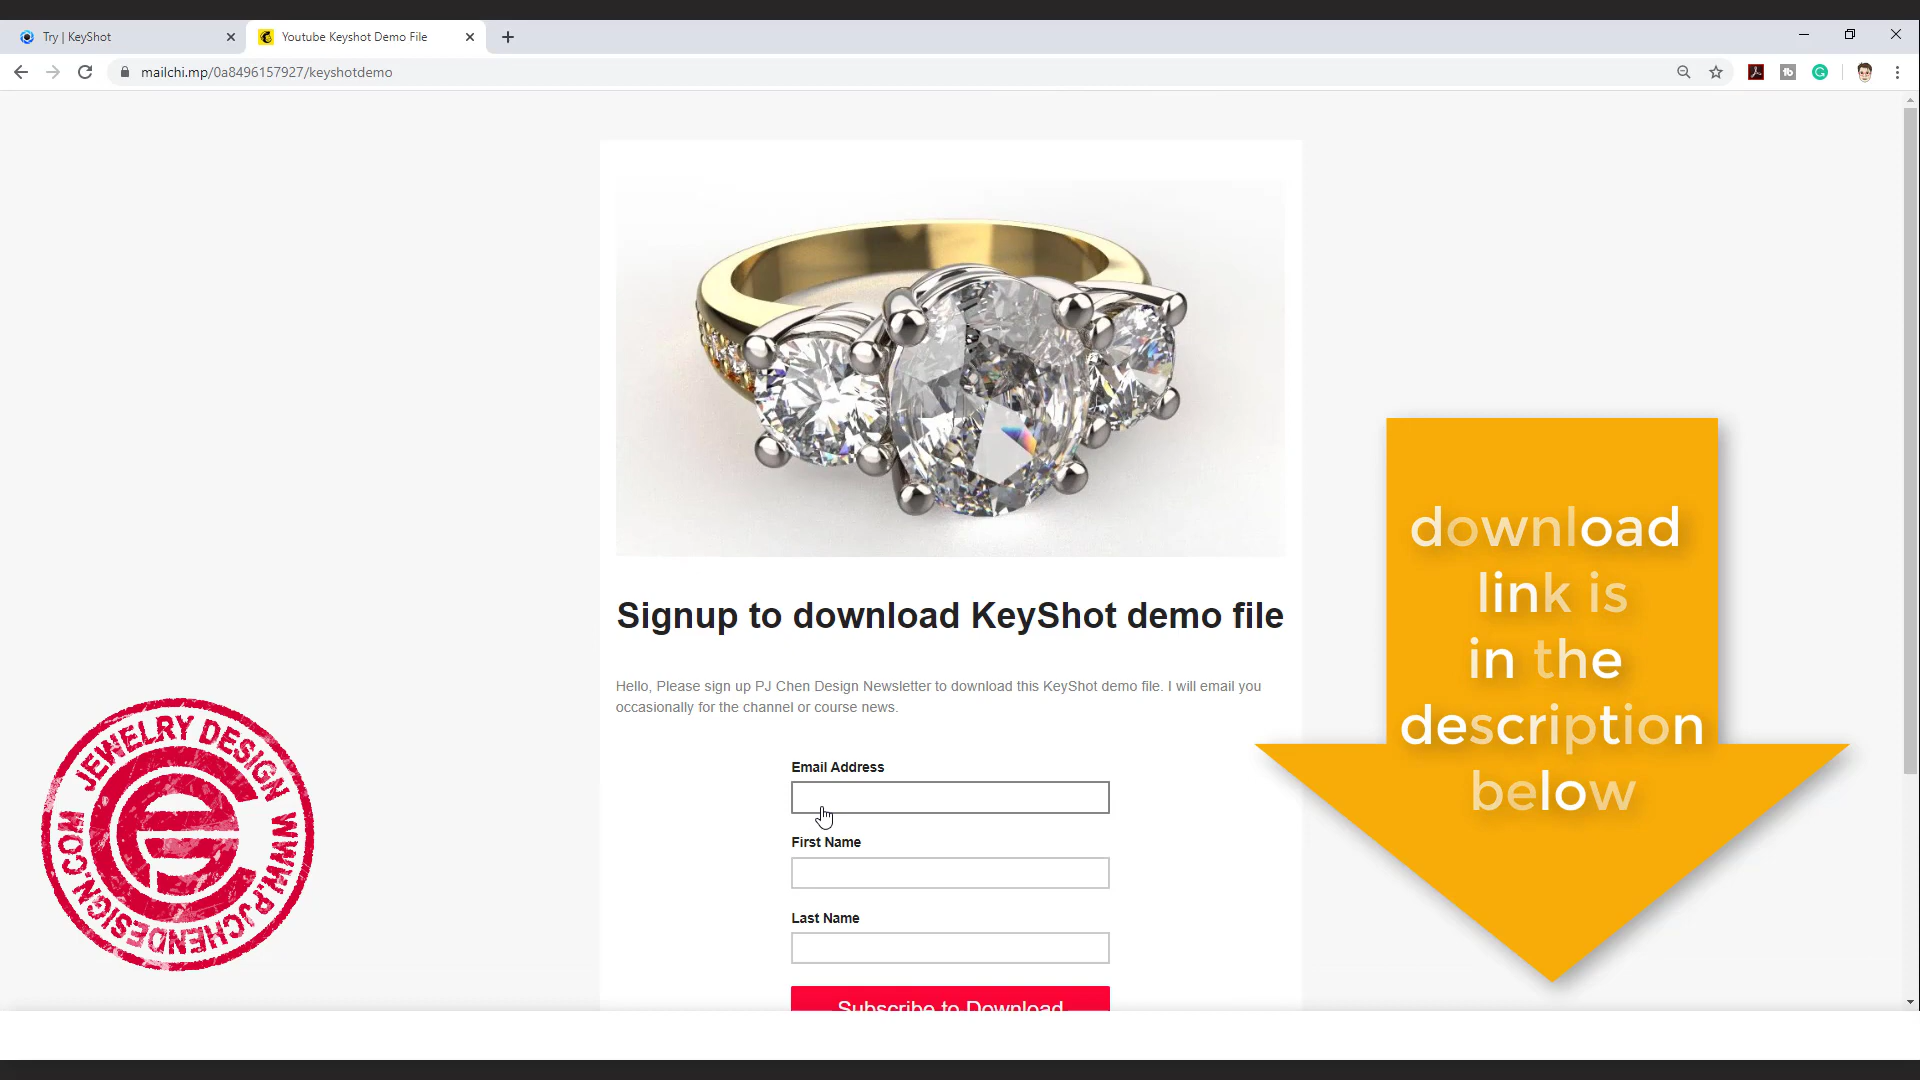 Try | KeyShot
Youtube Keyshot Demo File
mailchi.mp/0a8496157927/keyshotdemo
Signup to download KeyShot demo file
Hello, Please sign up PJ Chen Design Newsletter to download this KeyShot demo file. I will email you
occasionally for the channel or course news.
Email Address
First Name
Last Name
Subscribe to Download
download
link is
in the
description
below
JEWELRY DESIGN WWW.PJCHENDESIGN.COM